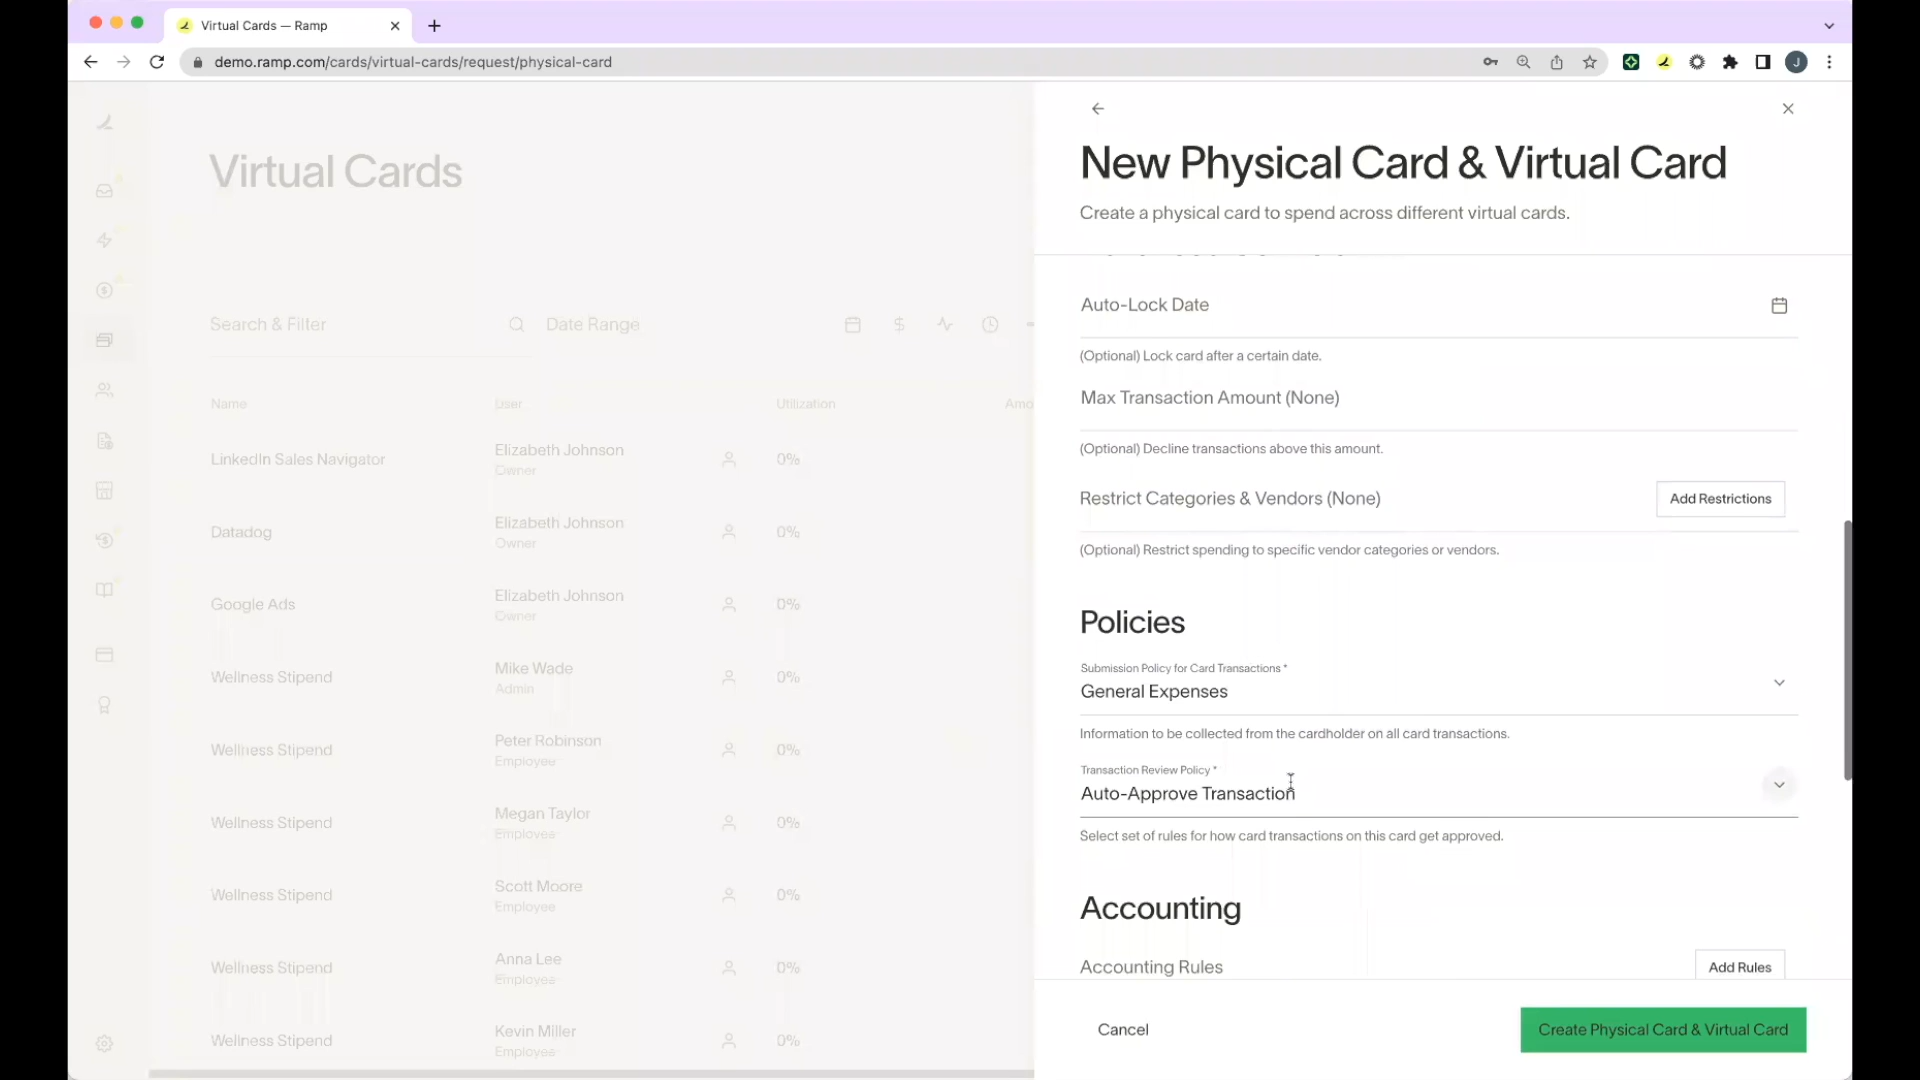 Virtual Cards — Ramp
demo.ramp.com/cards/virtual-cards/request/physical-card
J
Virtual Cards
Search & Filter
Date Range
Name
User
Utilization
Amo
LinkedIn Sales Navigator
Elizabeth Johnson
Owner
0%
Datadog
Elizabeth Johnson
Owner
0%
Google Ads
Elizabeth Johnson
Owner
0%
Wellness Stipend
Mike Wade
Admin
0%
Wellness Stipend
Peter Robinson
Employee
0%
Wellness Stipend
Megan Taylor
Employee
0%
Wellness Stipend
Scott Moore
Employee
0%
Wellness Stipend
Anna Lee
Employee
0%
Wellness Stipend
Kevin Miller
Employee
0%
New Physical Card & Virtual Card
Create a physical card to spend across different virtual cards.
Auto-Lock Date
(Optional) Lock card after a certain date.
Max Transaction Amount (None)
(Optional) Decline transactions above this amount.
Restrict Categories & Vendors (None)
Add Restrictions
(Optional) Restrict spending to specific vendor categories or vendors.
Policies
Submission Policy for Card Transactions *
General Expenses
Information to be collected from the cardholder on all card transactions.
Transaction Review Policy *
Auto-Approve Transaction
Select set of rules for how card transactions on this card get approved.
Accounting
Accounting Rules
Add Rules
Cancel
Create Physical Card & Virtual Card